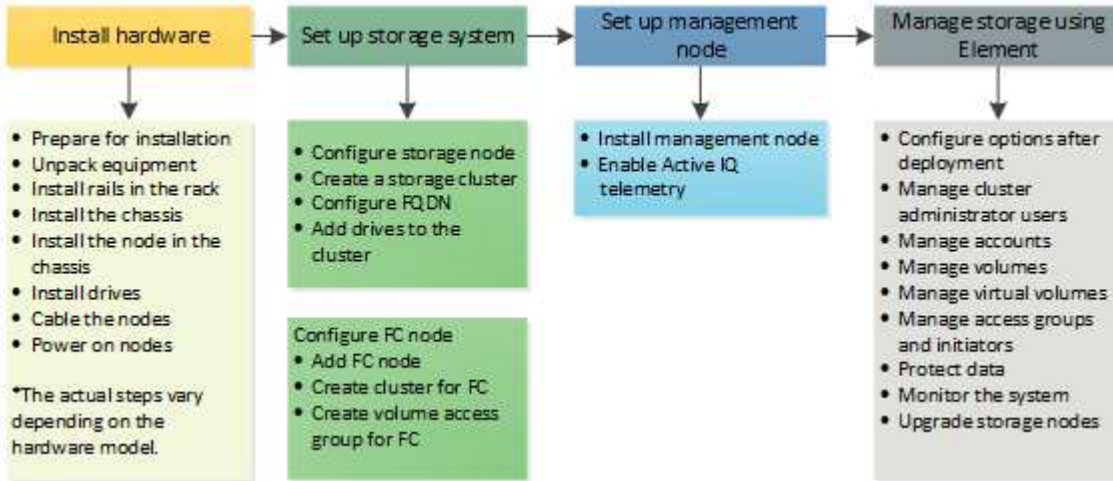 Install hardware
Set up storage system
Set up management
node
Manage storage using
Element
• Prepare for installation
• Unpack equipment
• Install rails in the rack
• Install the chassis
• Install the node in the
chassis
• Install drives
• Cable the nodes
• Power on nodes
*The actual steps vary
depending on the
hardware model.
• Configure storage node
• Create a storage cluster
• Configure FQDN
• Add drives to the
cluster
Configure FC node
• Add FC node
• Create cluster for FC
• Create volume access
group for FC
• Install management node
• Enable Active IQ
telemetry
• Configure options after
deployment
• Manage cluster
administrator users
• Manage accounts
• Manage volumes
• Manage virtual volumes
• Manage access groups
and initiators
• Protect data
• Monitor the system
• Upgrade storage nodes